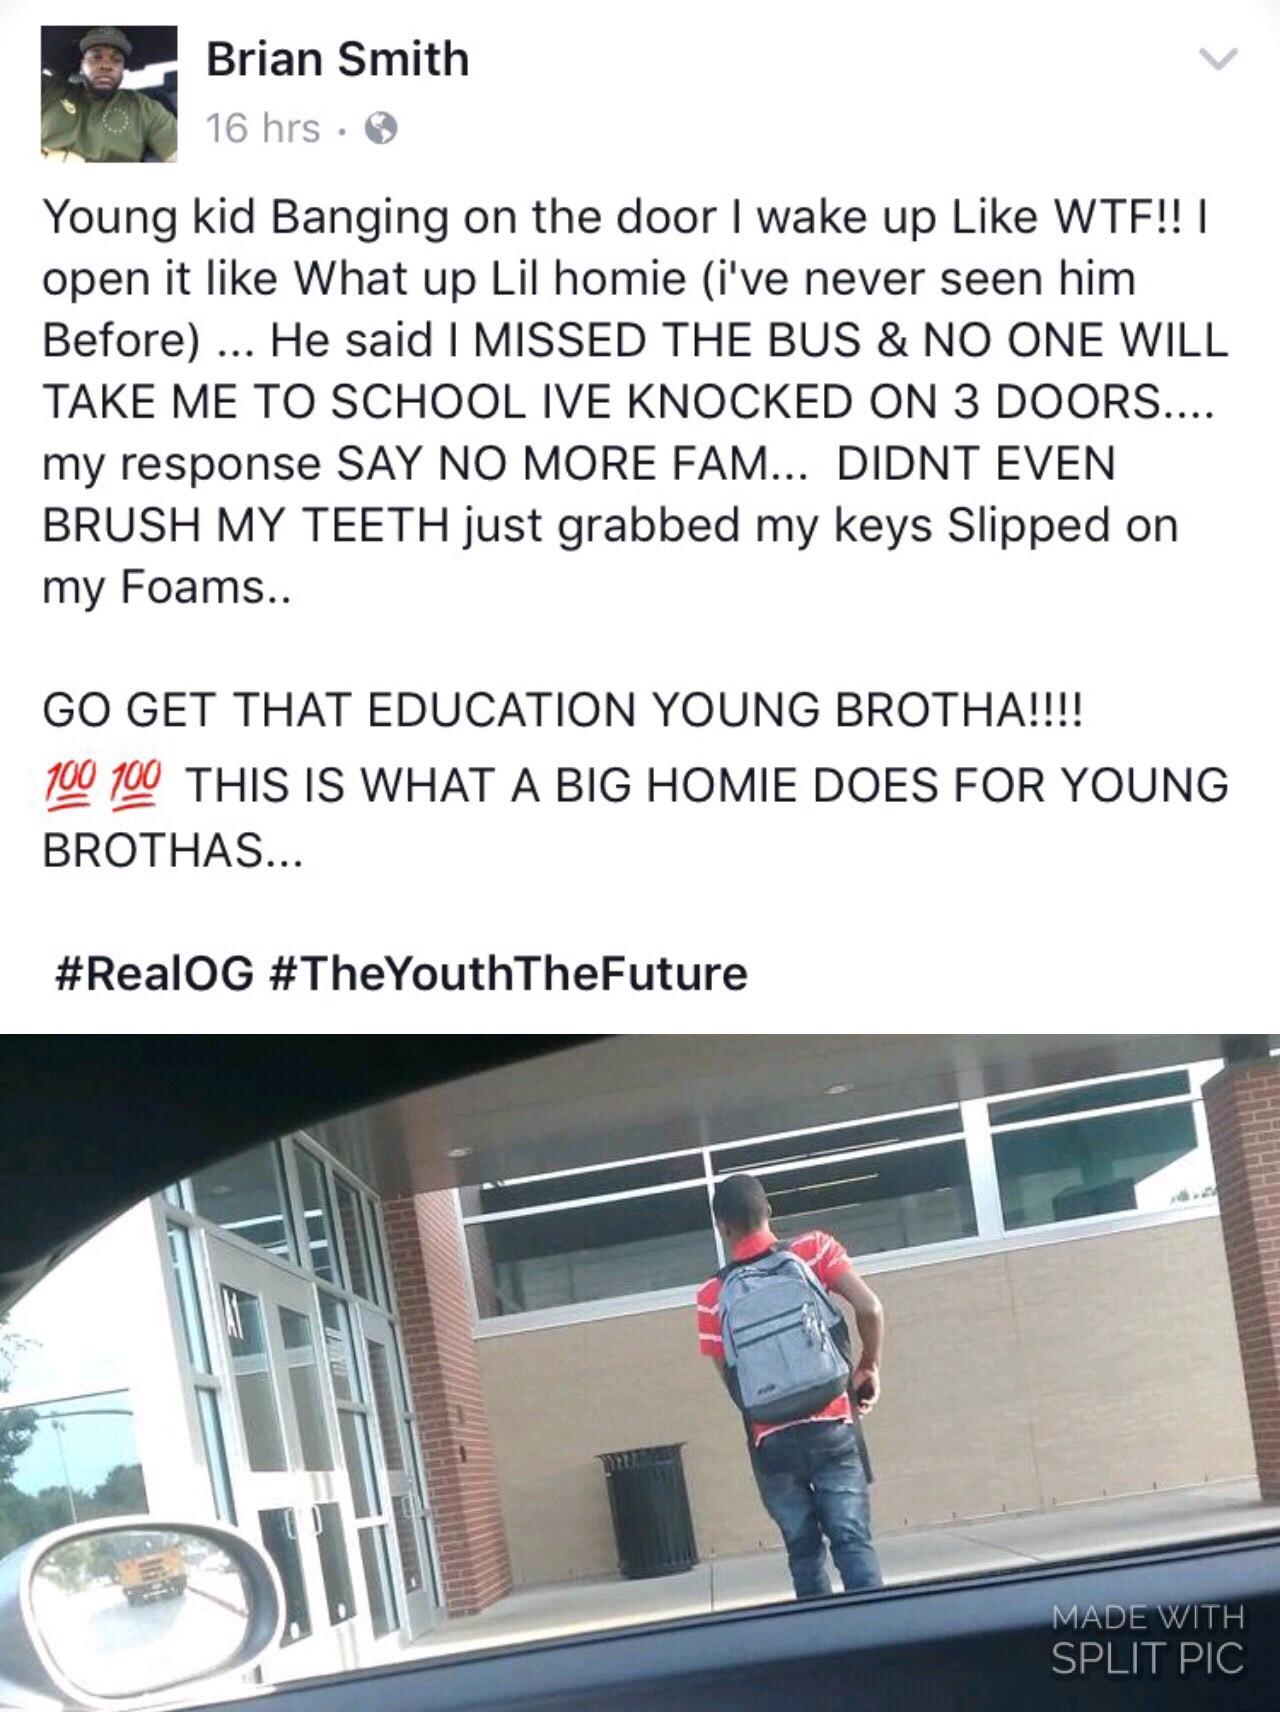 Brian Smith
16 hrs ·
Young kid Banging on the door I wake up Like WTF!! I
open it like What up Lil homie (i've never seen him
Before) ... He said I MISSED THE BUS & NO ONE WILL
TAKE ME TO SCHOOL IVE KNOCKED ON 3 DOORS....
my response SAY NO MORE FAM... DIDNT EVEN
BRUSH MY TEETH just grabbed my keys Slipped on
my Foams..
GO GET THAT EDUCATION YOUNG BROTHA!!!!
💯 💯 THIS IS WHAT A BIG HOMIE DOES FOR YOUNG
BROTHAS...
#RealOG #TheYouthTheFuture
A1
MADE WITH
SPLIT PIC